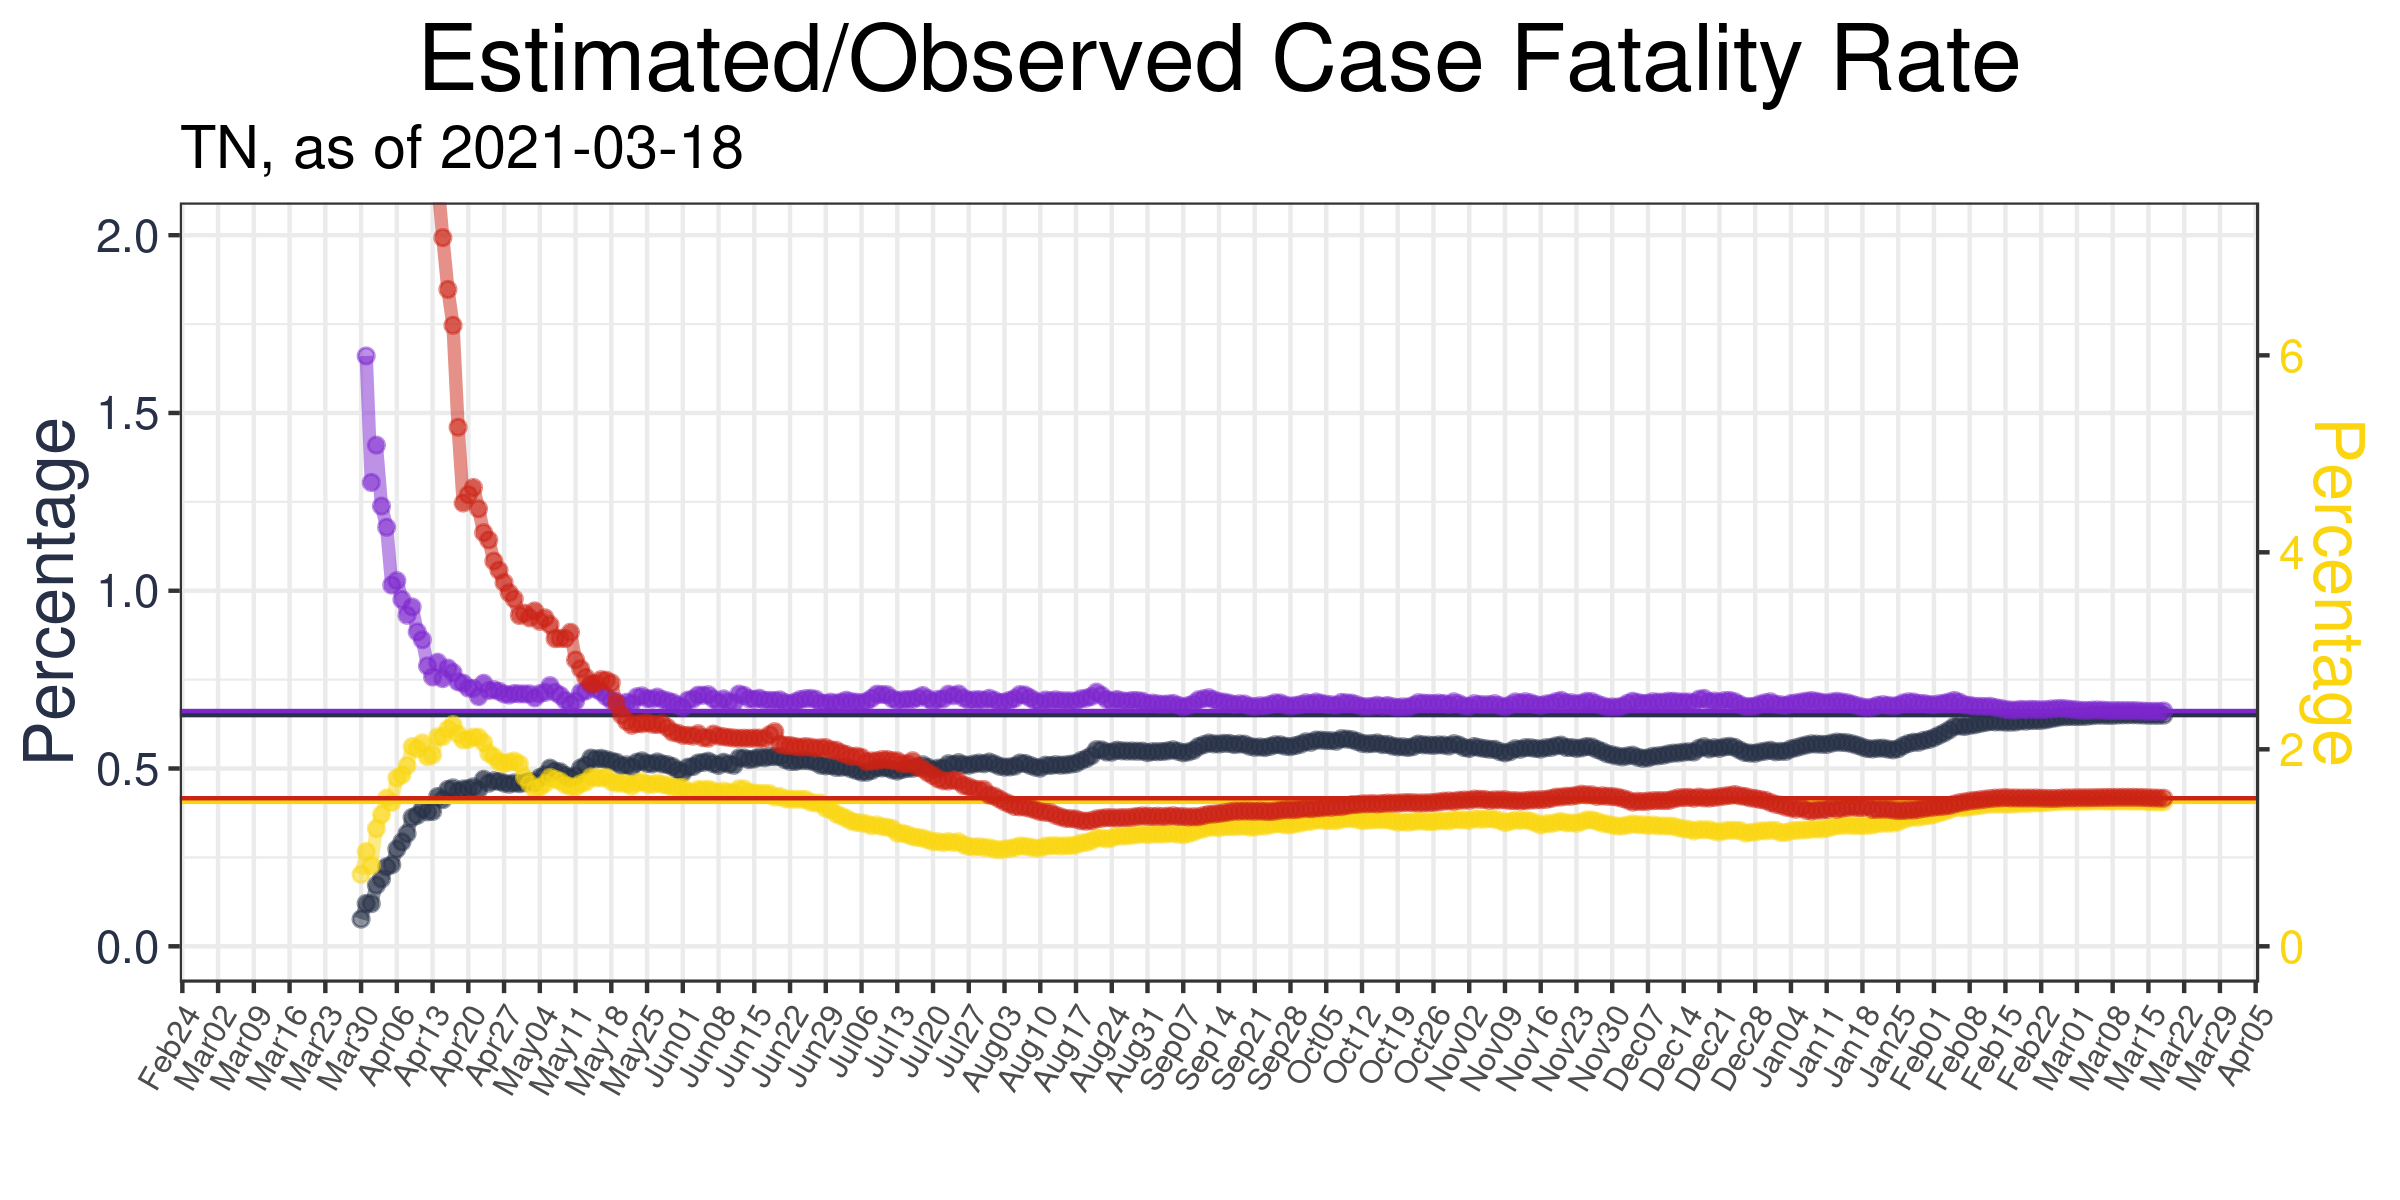 Estimated/Observed Case Fatality Rate
TN, as of 2021-03-18
Percentage
2.0
1.5
1.0
0.5
0.0
6
4
2
0
Percentage
Feb24 Mar02 Mar09 Mar16 Mar23 Mar30 Apr06 Apr13 Apr20 Apr27 May04 May11 May18 May25 Jun01 Jun08 Jun15 Jun22 Jun29 Jul06 Jul13 Jul20 Jul27 Aug03 Aug10 Aug17 Aug24 Aug31 Sep07 Sep14 Sep21 Sep28 Oct05 Oct12 Oct19 Oct26 Nov02 Nov09 Nov16 Nov23 Nov30 Dec07 Dec14 Dec21 Dec28 Jan04 Jan11 Jan18 Jan25 Feb01 Feb08 Feb15 Feb22 Mar01 Mar08 Mar15 Mar22 Mar29 Apr05